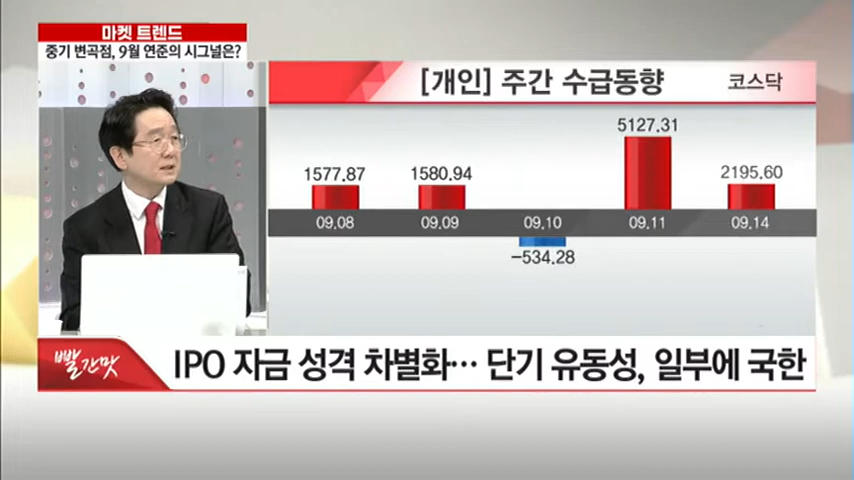 마켓 트렌드
중기 변곡점, 9월 연준의 시그널은?
[개인] 주간 수급동향
코스닥
1577.87
1580.94
5127.31
2195.60
09.08
09.09
09.10
09.11
09.14
-534.28
빨간맛
IPO 자금 성격 차별화… 단기 유동성, 일부에 국한